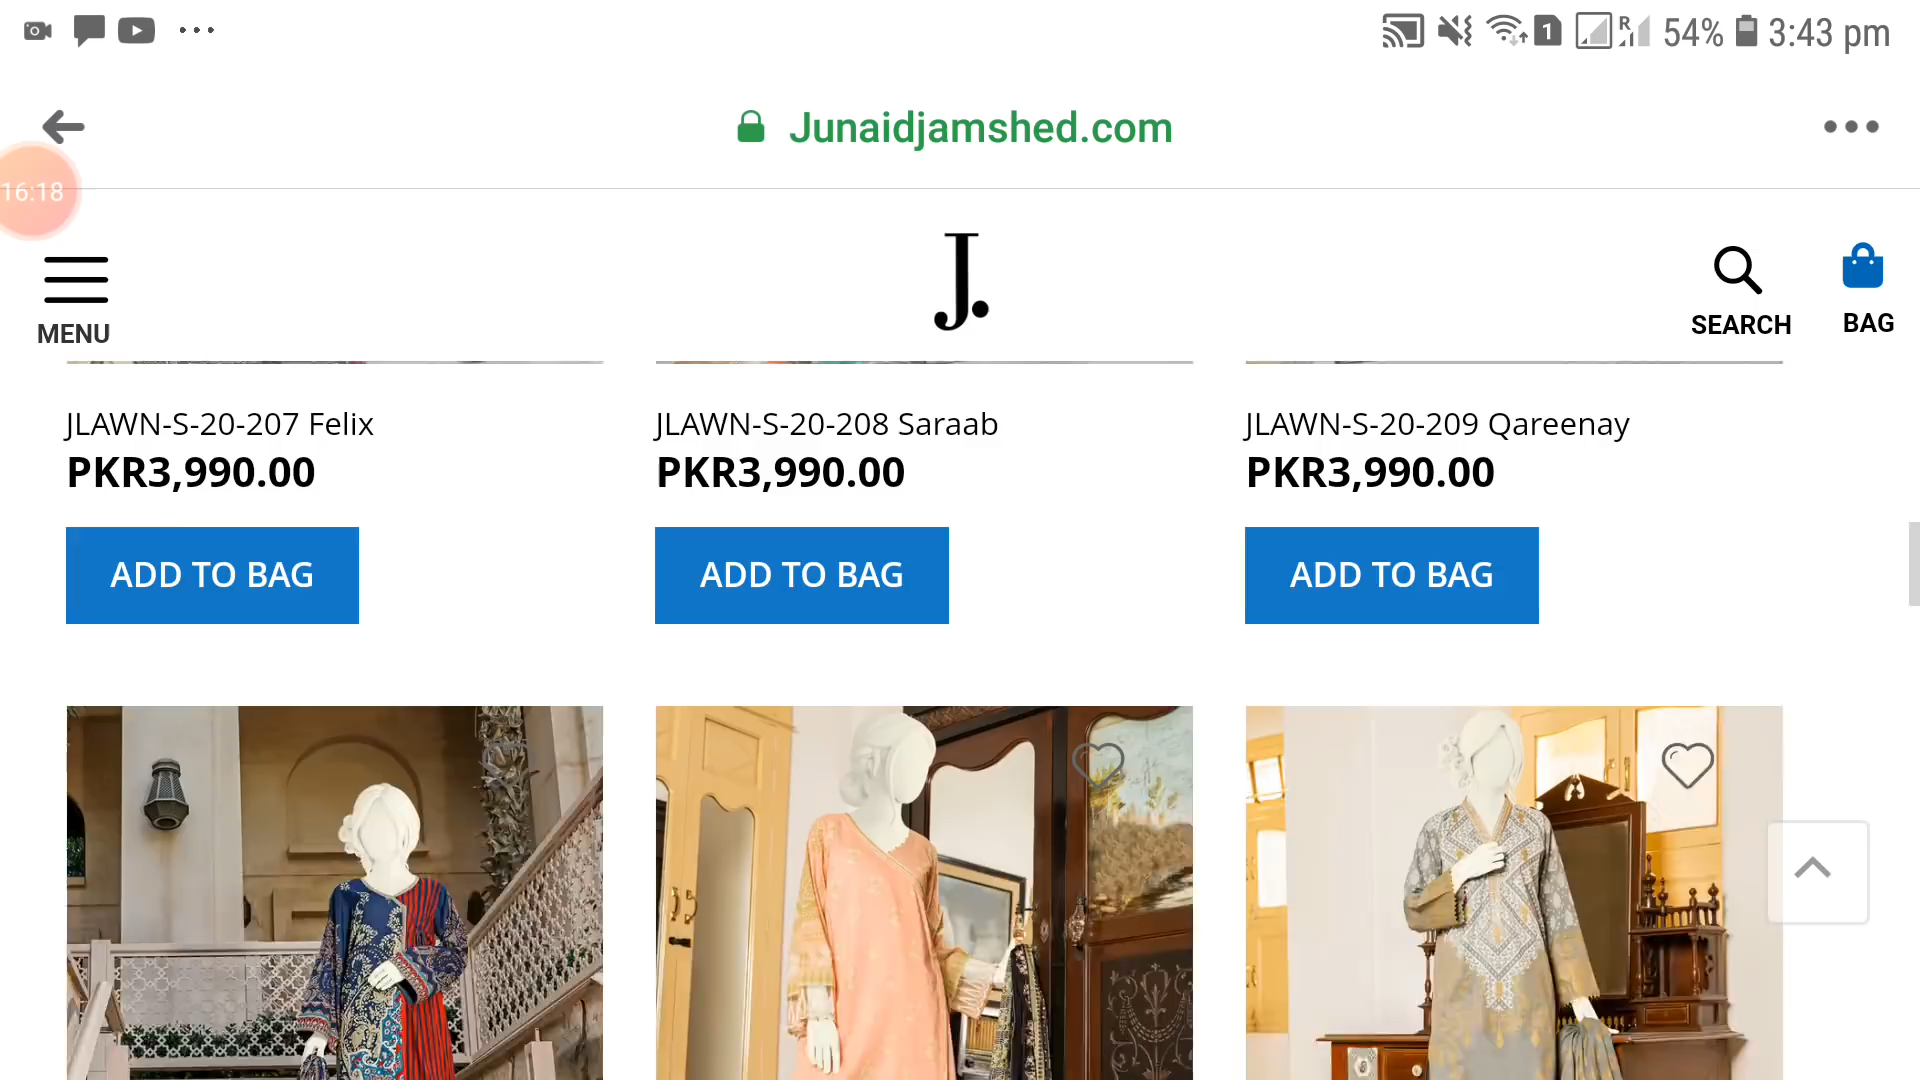 1
R
54%
3:43 pm
Junaidjamshed.com
16:18
J.
MENU
SEARCH
BAG
JLAWN-S-20-207 Felix
PKR3,990.00
ADD TO BAG
JLAWN-S-20-208 Saraab
PKR3,990.00
ADD TO BAG
JLAWN-S-20-209 Qareenay
PKR3,990.00
ADD TO BAG